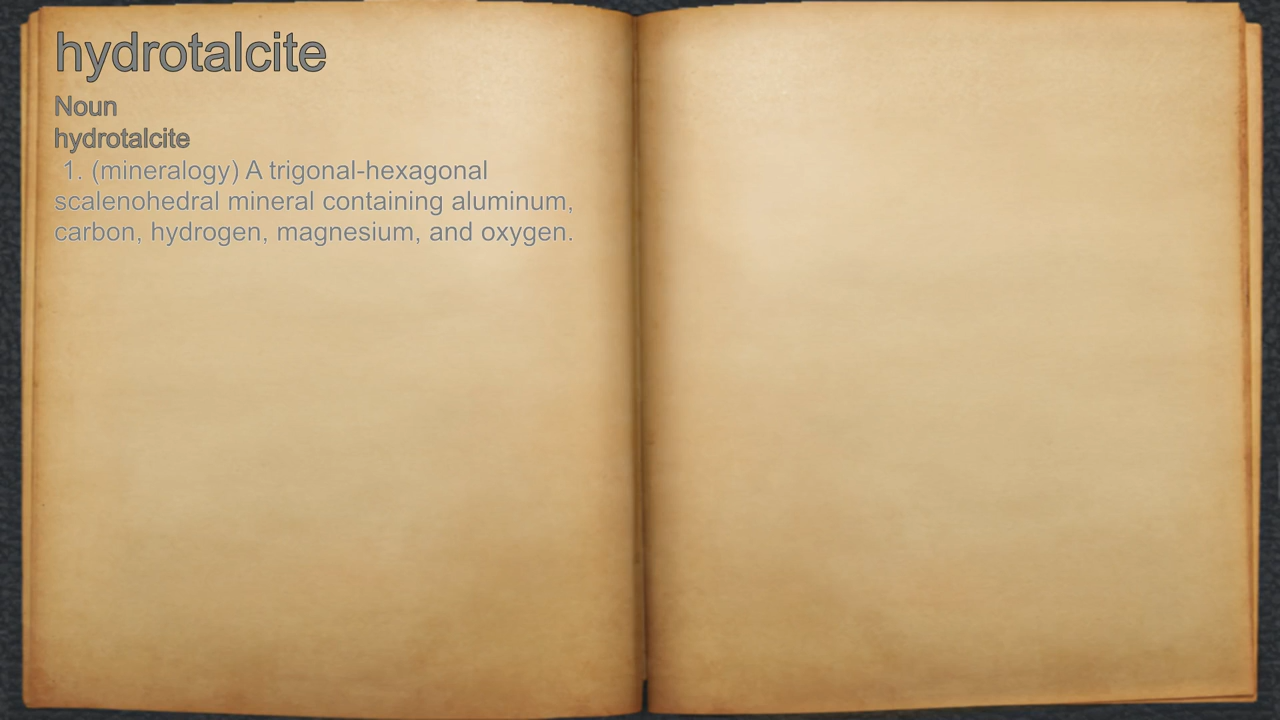 hydrotalcite
Noun
hydrotalcite
1. (mineralogy) A trigonal-hexagonal
scalenohedral mineral containing aluminum,
carbon, hydrogen, magnesium, and oxygen.